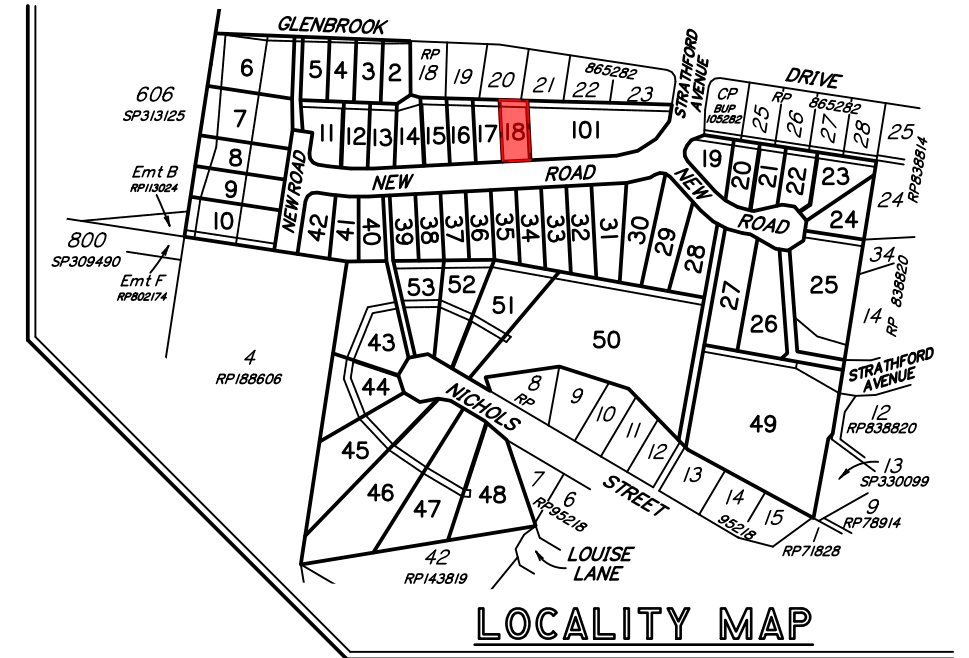 GLENBROOK
DRIVE
STRATHFORD
AVENUE
6
5 4 3 2
RP
18 19 20 21 22 23
865282
CP
BUP
105282
25
RP
26
865282
27 28 25
RP838814
24
606
SP313125
7
11 12 13 14 15 16 17 18 101
19 20 21 22 23
24
8
9
10
Emt B
RP113024
NEW ROAD
NEW ROAD
NEW ROAD
800
SP309490
Emt F
RP802174
42 41 40 39 38 37 36 35 34 33 32 31 30 29 28
27 26 25
34
14
RP 838820
53 52 51
50
43
44
45
46
47
48
49
4
RP188606
NICHOLS
STREET
8
RP
9 10 11 12 13 14 15
95218
STRATHFORD
AVENUE
12
RP838820
13
SP330099
9
RP78914
RP71828
7
6
RP95218
42
RP143819
LOUISE
LANE
LOCALITY MAP